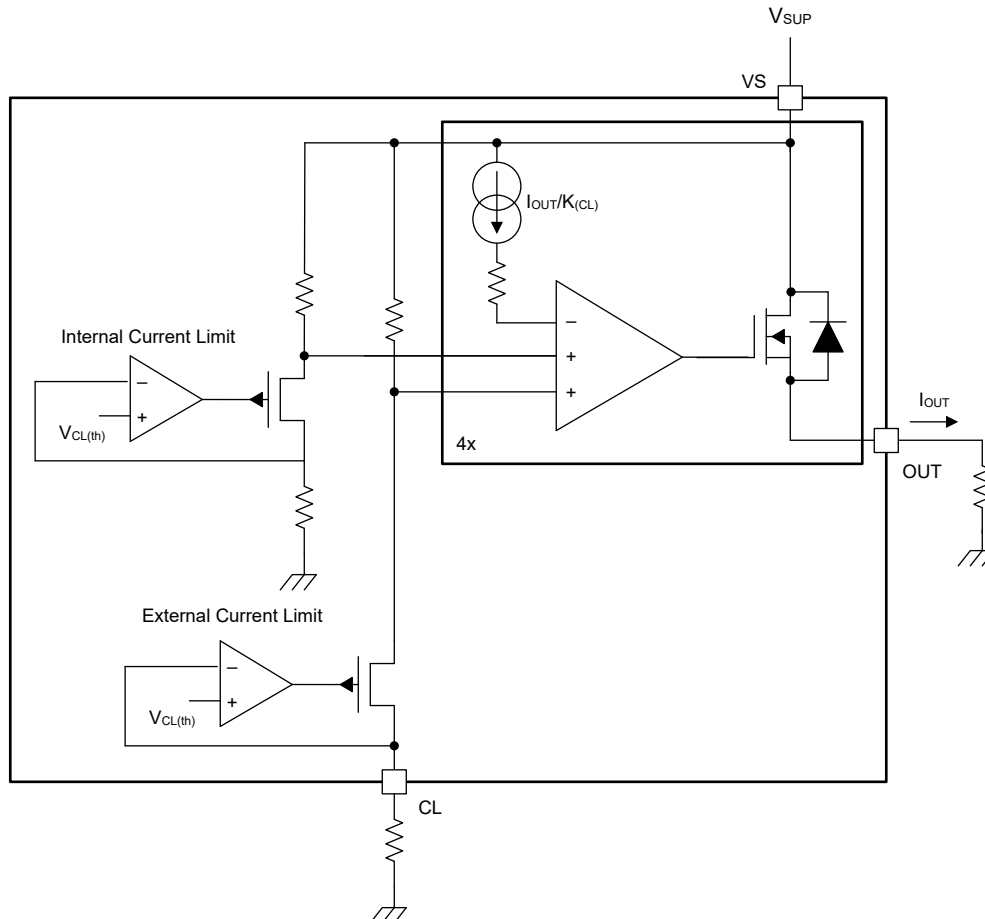 VSUP
VS
IOUT/K(CL)
Internal Current Limit
−
+
VCL(th)
−
+
+
4x
IOUT
OUT
External Current Limit
−
+
VCL(th)
CL